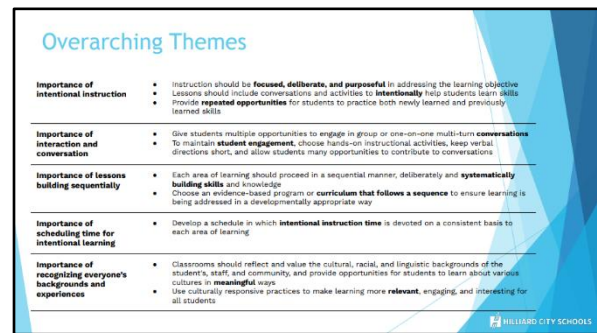 Overarching Themes
Importance of
intentional instruction
● Instruction should be focused, deliberate, and purposeful in addressing the learning objective
● Lessons should include conversations and activities to intentionally help students learn skills
● Provide repeated opportunities for students to practice both newly learned and previously
learned skills
Importance of
interaction and
conversation
● Give students multiple opportunities to engage in group or one-on-one multi-turn conversations
● To maintain student engagement, choose hands-on instructional activities, keep verbal
directions short, and allow students many opportunities to contribute to conversations
Importance of lessons
building sequentially
● Each area of learning should proceed in a sequential manner, deliberately and systematically
building skills and knowledge
● Choose an evidence-based program or curriculum that follows a sequence to ensure learning is
being addressed in a developmentally appropriate way
Importance of
scheduling time for
intentional learning
● Develop a schedule in which intentional instruction time is devoted on a consistent basis to
each area of learning
Importance of
recognizing everyone's
backgrounds and
experiences
● Classrooms should reflect and value the cultural, racial, and linguistic backgrounds of the
student's, staff, and community, and provide opportunities for students to learn about various
cultures in meaningful ways
● Use culturally responsive practices to make learning more relevant, engaging, and interesting for
all students
HILLIARD CITY SCHOOLS